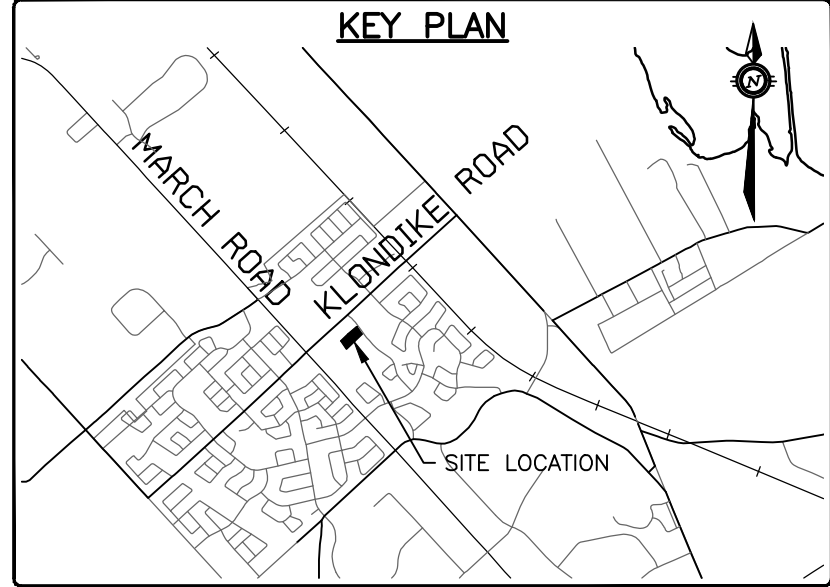 KEY PLAN
N
MARCH ROAD
KLONDIKE ROAD
SITE LOCATION